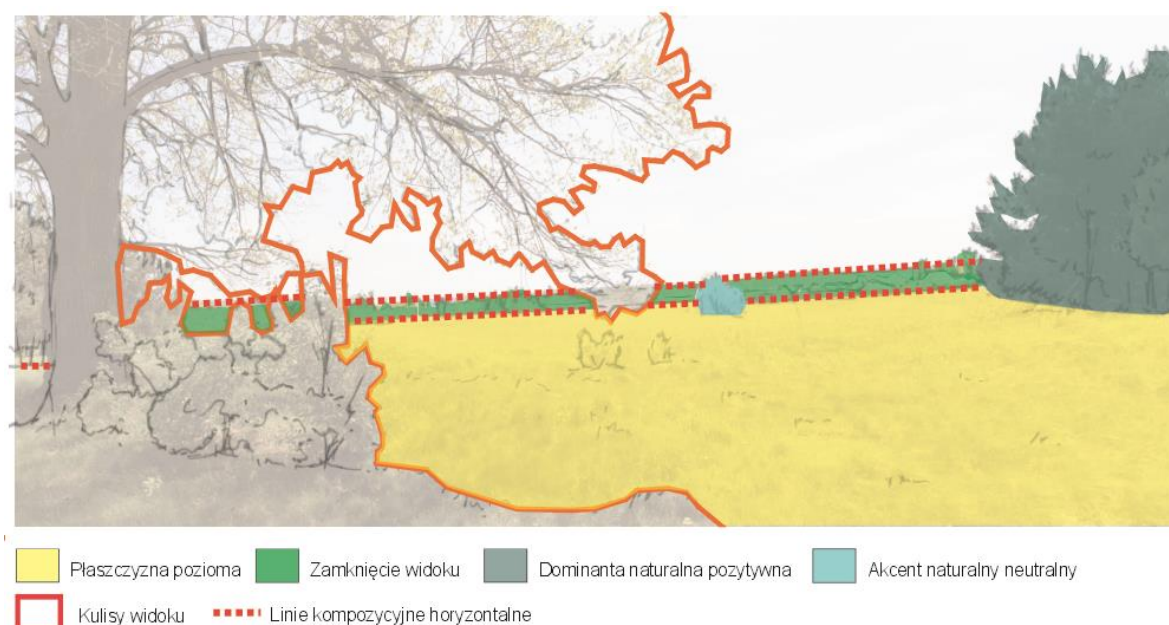 Płaszczyzna pozioma Zamknięcie widoku Dominanta naturalna pozytywna Akcent naturalny neutralny
Kulisy widoku Linie kompozycyjne horyzontalne